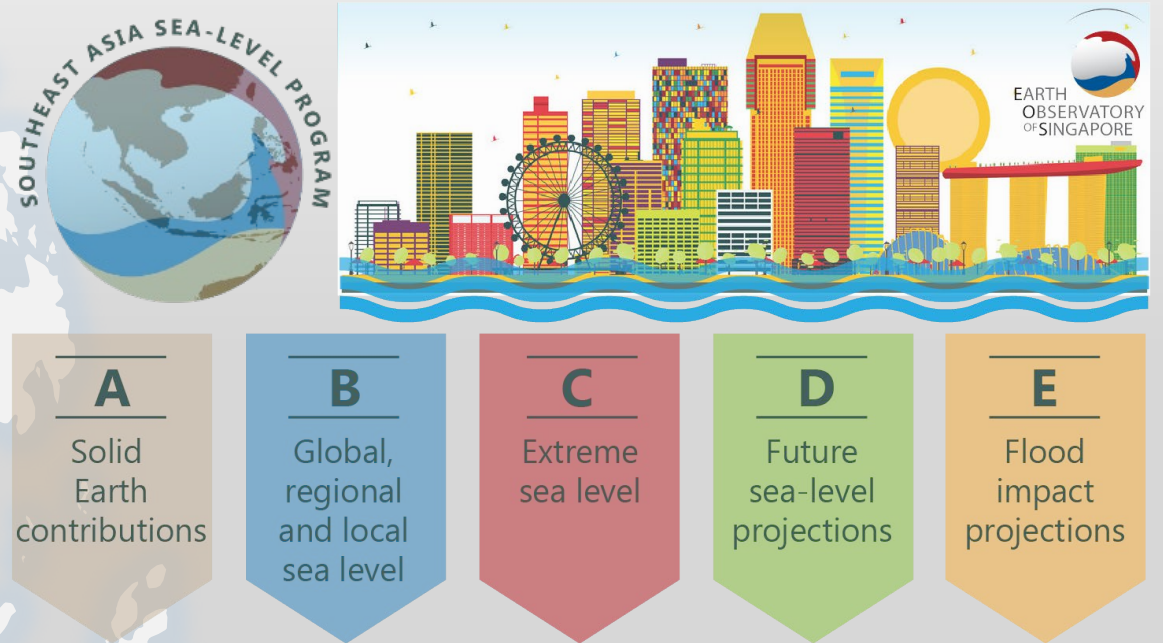 SOUTHEAST ASIA SEA-LEVEL PROGRAM
EARTH
OBSERVATORY
OF SINGAPORE
A
Solid
Earth
contributions
B
Global,
regional
and local
sea level
C
Extreme
sea level
D
Future
sea-level
projections
E
Flood
impact
projections